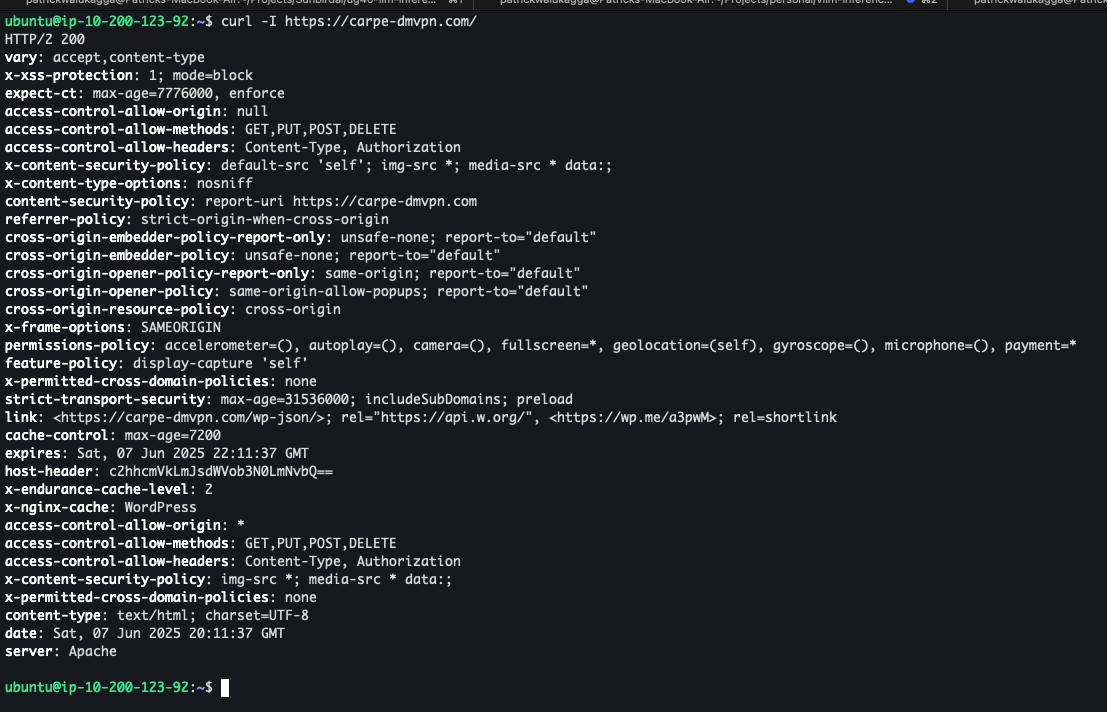 ubuntu@ip-10-200-123-92:~$ curl -I https://carpe-dmvpn.com/
HTTP/2 200
vary: accept,content-type
x-xss-protection: 1; mode=block
expect-ct: max-age=7776000, enforce
access-control-allow-origin: null
access-control-allow-methods: GET,PUT,POST,DELETE
access-control-allow-headers: Content-Type, Authorization
x-content-security-policy: default-src 'self'; img-src *; media-src * data:;
x-content-type-options: nosniff
content-security-policy: report-uri https://carpe-dmvpn.com
referrer-policy: strict-origin-when-cross-origin
cross-origin-embedder-policy-report-only: unsafe-none; report-to="default"
cross-origin-embedder-policy: unsafe-none; report-to="default"
cross-origin-opener-policy-report-only: same-origin; report-to="default"
cross-origin-opener-policy: same-origin-allow-popups; report-to="default"
cross-origin-resource-policy: cross-origin
x-frame-options: SAMEORIGIN
permissions-policy: accelerometer=(), autoplay=(), camera=(), fullscreen=*, geolocation=(self), gyroscope=(), microphone=(), payment=*
feature-policy: display-capture 'self'
x-permitted-cross-domain-policies: none
strict-transport-security: max-age=31536000; includeSubDomains; preload
link: <https://carpe-dmvpn.com/wp-json/>; rel="https://api.w.org/", <https://wp.me/a3pwM>; rel=shortlink
cache-control: max-age=7200
expires: Sat, 07 Jun 2025 22:11:37 GMT
host-header: c2hhcmVkLmJsdWVob3N0LmNvbQ==
x-endurance-cache-level: 2
x-nginx-cache: WordPress
access-control-allow-origin: *
access-control-allow-methods: GET,PUT,POST,DELETE
access-control-allow-headers: Content-Type, Authorization
x-content-security-policy: img-src *; media-src * data:;
x-permitted-cross-domain-policies: none
content-type: text/html; charset=UTF-8
date: Sat, 07 Jun 2025 20:11:37 GMT
server: Apache
ubuntu@ip-10-200-123-92:~$